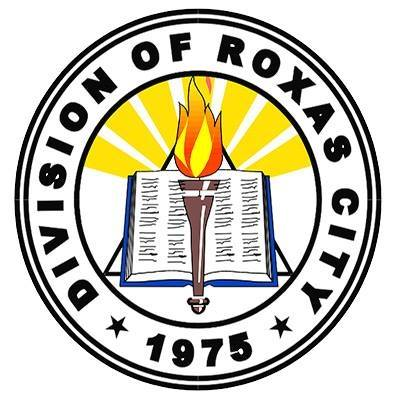 DIVISION OF ROXAS CITY
1975